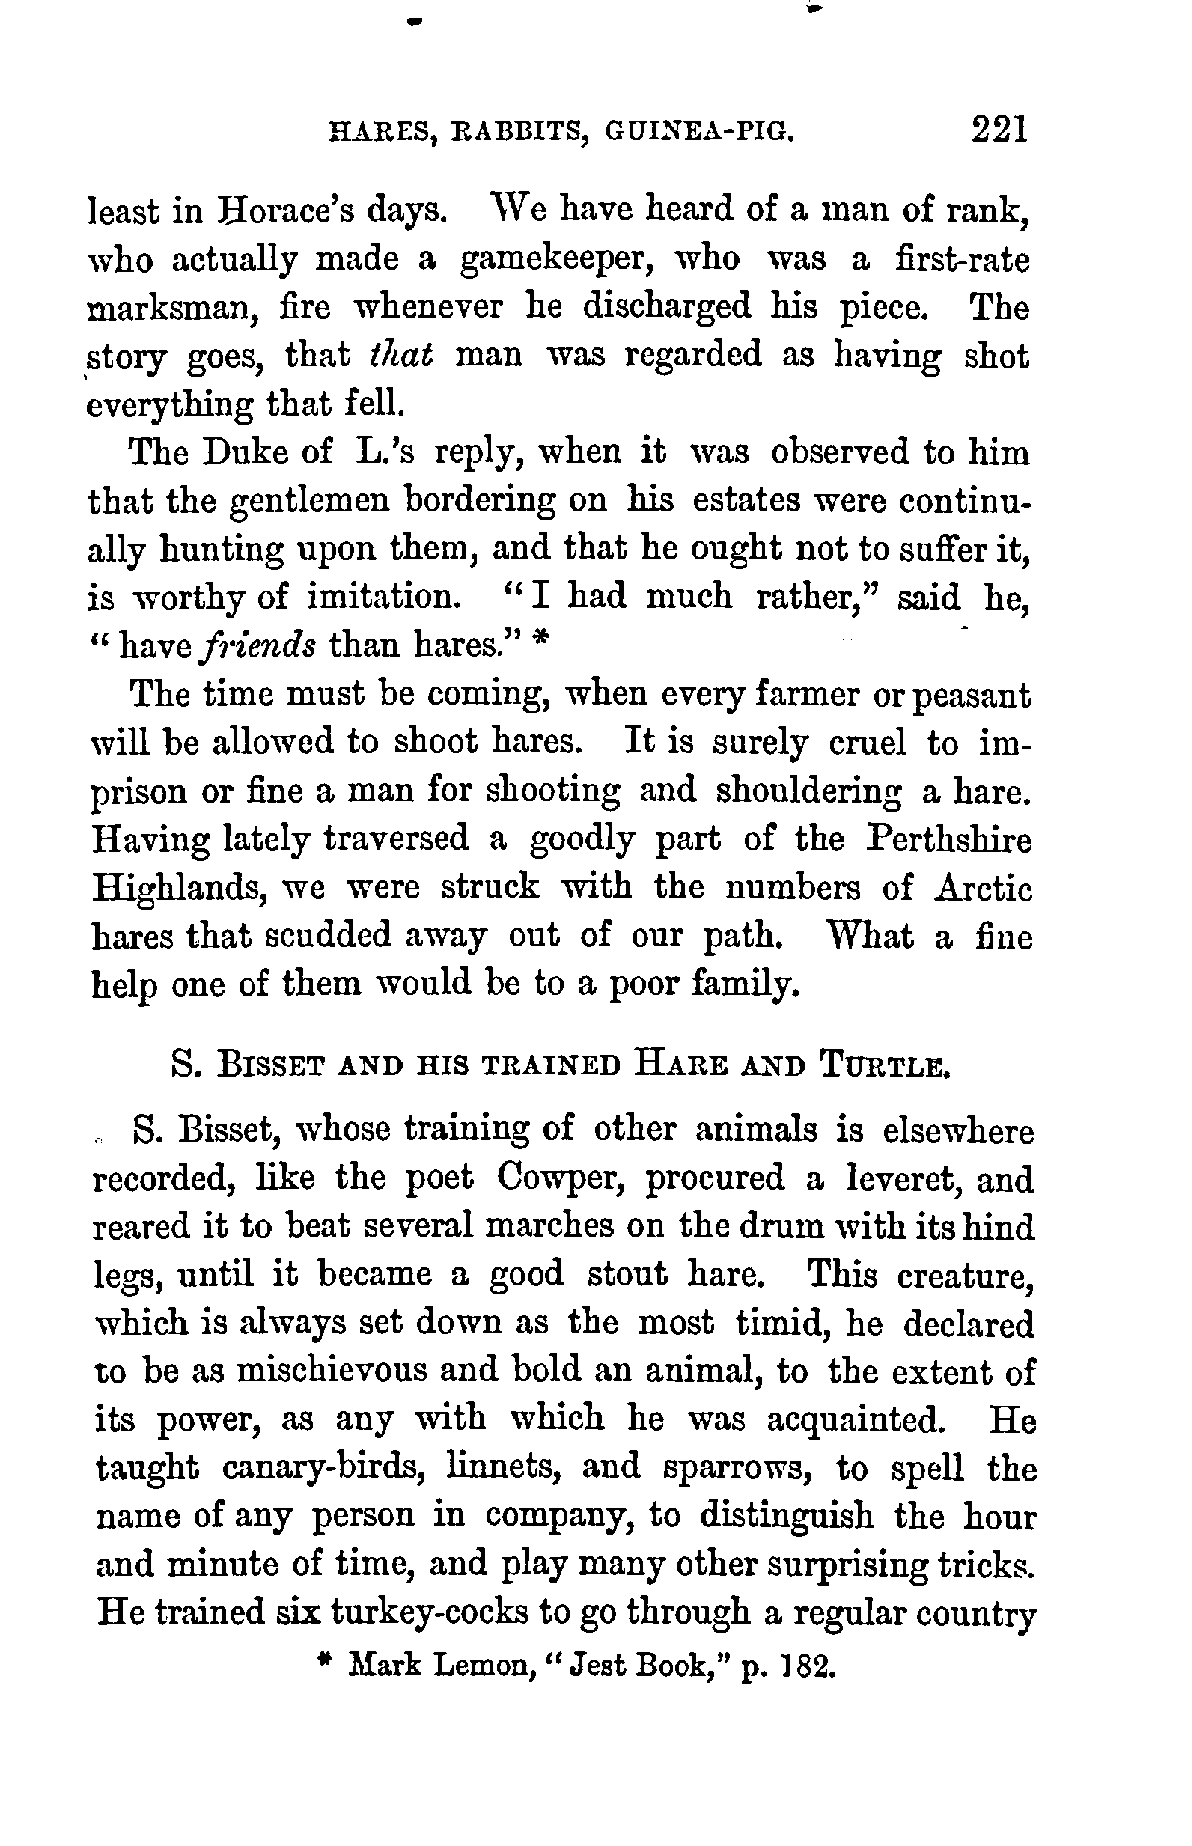 HARES, RABBITS, GUINEA-PIG. 221
least in Horace's days. We have heard of a man of rank,
who actually made a gamekeeper, who was a first-rate
marksman, fire whenever he discharged his piece. The
story goes, that that man was regarded as having shot
everything that fell.
The Duke of L.'s reply, when it was observed to him
that the gentlemen bordering on his estates were continu-
ally hunting upon them, and that he ought not to suffer it,
is worthy of imitation. "I had much rather," said he,
"have friends than hares." *
The time must be coming, when every farmer or peasant
will be allowed to shoot hares. It is surely cruel to im-
prison or fine a man for shooting and shouldering a hare.
Having lately traversed a goodly part of the Perthshire
Highlands, we were struck with the numbers of Arctic
hares that scudded away out of our path. What a fine
help one of them would be to a poor family.
S. BISSET AND HIS TRAINED HARE AND TURTLE.
S. Bisset, whose training of other animals is elsewhere
recorded, like the poet Cowper, procured a leveret, and
reared it to beat several marches on the drum with its hind
legs, until it became a good stout hare. This creature,
which is always set down as the most timid, he declared
to be as mischievous and bold an animal, to the extent of
its power, as any with which he was acquainted. He
taught canary-birds, linnets, and sparrows, to spell the
name of any person in company, to distinguish the hour
and minute of time, and play many other surprising tricks.
He trained six turkey-cocks to go through a regular country
* Mark Lemon, "Jest Book," p. 182.